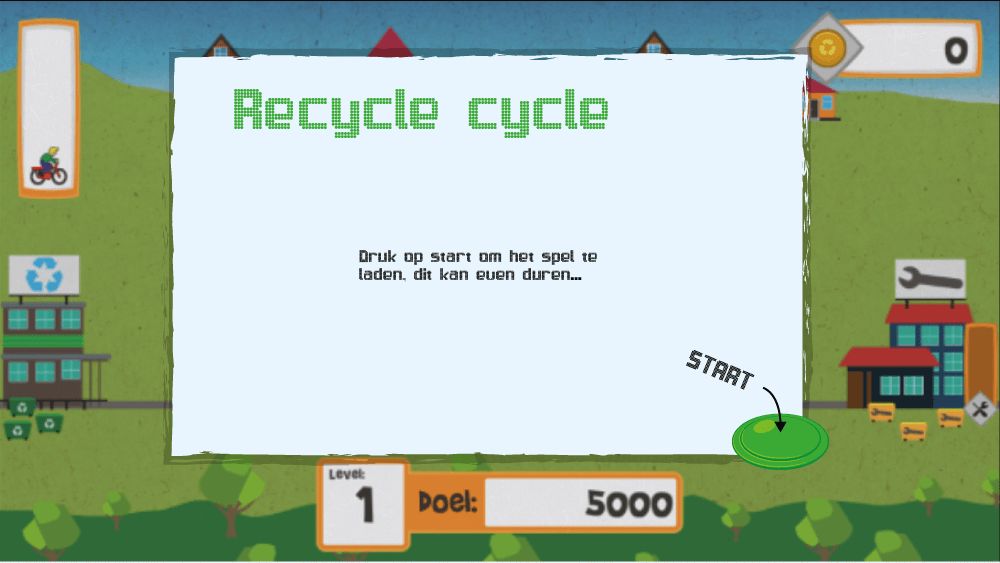 0
Recycle cycle
Druk op start om het spel te
laden, dit kan even duren...
START
Level:
1
Doel:
5000